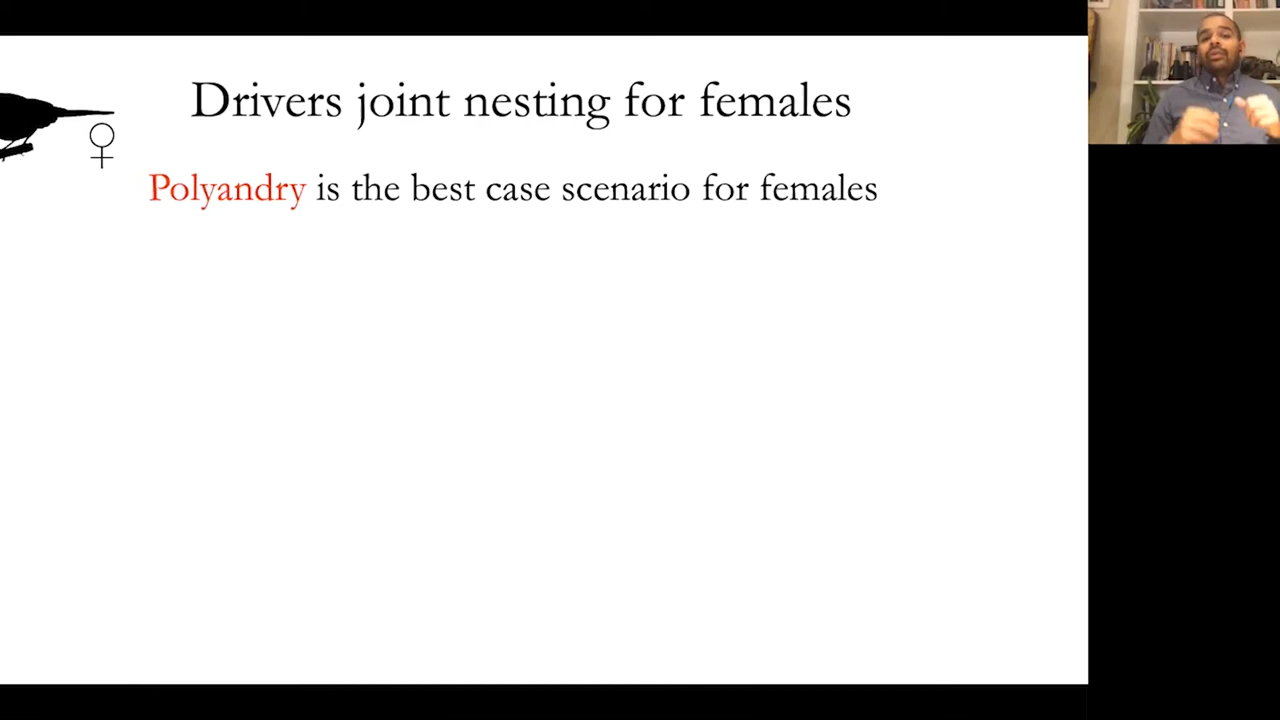 Drivers joint nesting for females
Polyandry is the best case scenario for females